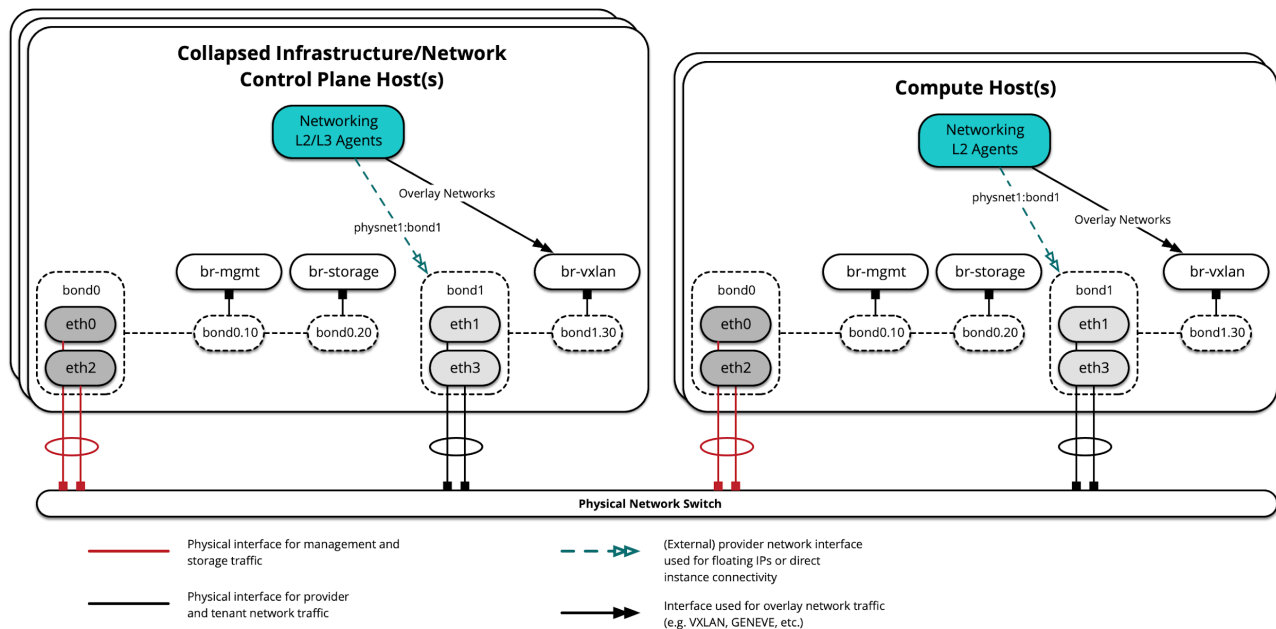 Collapsed Infrastructure/Network
Control Plane Host(s)
Networking
L2/L3 Agents
Overlay Networks
physnet1:bond1
br-mgmt
br-storage
br-vxlan
bond0
eth0
eth2
bond0.10
bond0.20
bond1
eth1
eth3
bond1.30
Compute Host(s)
Networking
L2 Agents
physnet1:bond1
Overlay Networks
br-mgmt
br-storage
br-vxlan
bond0
eth0
eth2
bond0.10
bond0.20
bond1
eth1
eth3
bond1.30
Physical Network Switch
Physical interface for management and
storage traffic
Physical interface for provider
and tenant network traffic
(External) provider network interface
used for floating IPs or direct
instance connectivity
Interface used for overlay network traffic
(e.g. VXLAN, GENEVE, etc.)